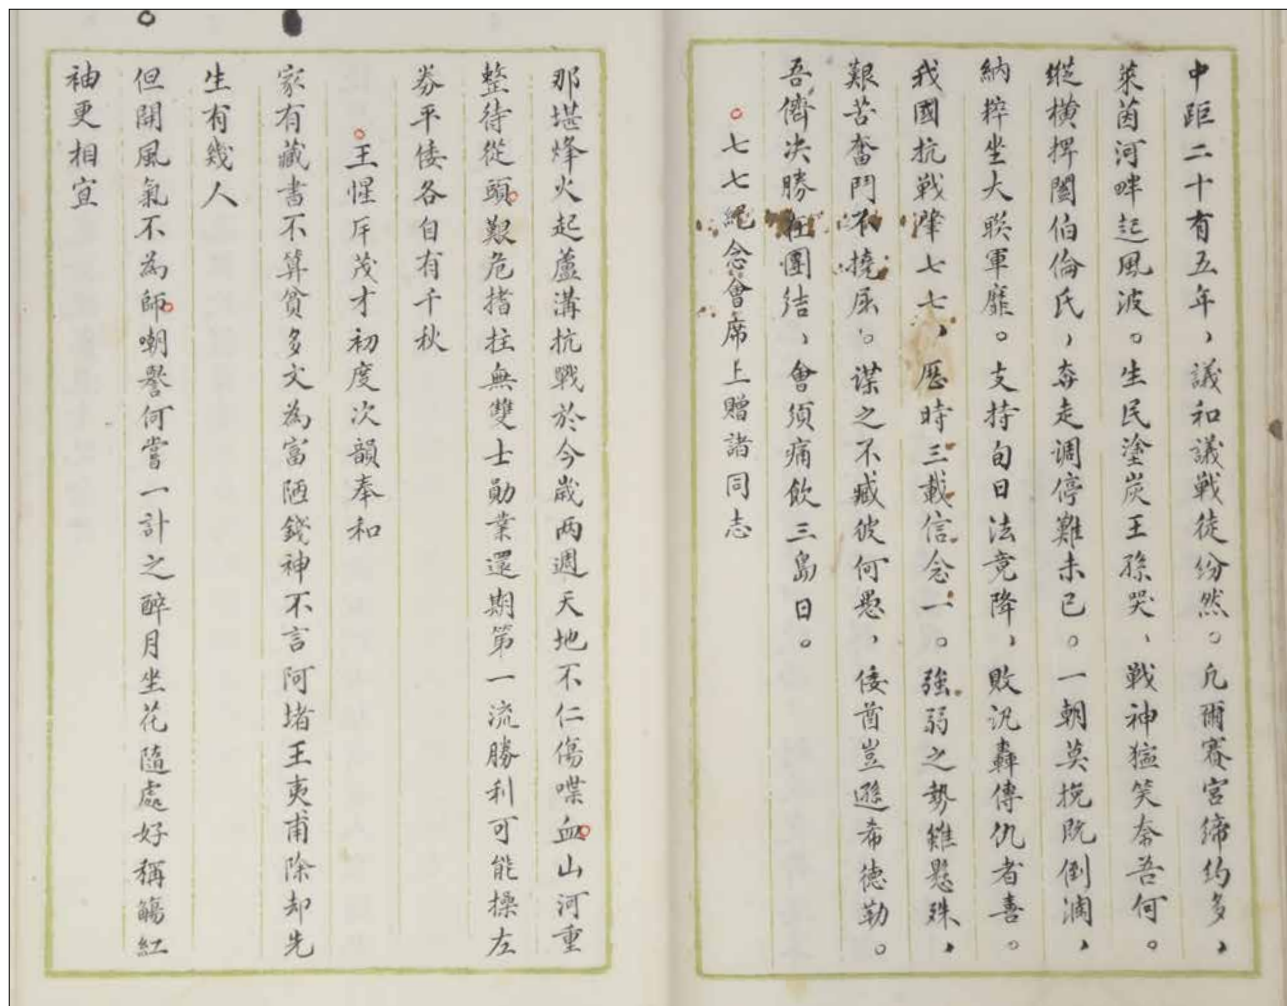 中距二十有五年，議和議戰徒紛然。凡爾賽宮締約多，
萊茵河畔起風波。生民塗炭王孫哭、戰神獰笑奈吾何。
縱橫捭闔伯倫氏，奔走调停難未已。一朝莫挽既倒瀾，
納粹坐大联軍靡。支持旬日法竟降，敗汛轟傳仇者喜。
我國抗戰肇七七，歷時三載信念一。強弱之勢雖懸殊，
艱苦奮鬥不撓屈。謀之不臧彼何愚，倭酋豈遜希德勒。
吾儕决勝在團结、會須痛飲三島日。
七七紀念會席上贈諸同志
那堪烽火起蘆溝抗戰於今歲两週天地不仁傷喋血山河重
整待從頭艱危搘拄無雙士勛業還期第一流勝利可能操左
券平倭各自有千秋
王惺斥茂才初度次韻奉和
家有藏書不算貧多文為富陋錢神不言阿堵王夷甫除却先
生有幾人
但開風氣不為師嘲譽何嘗一計之醉月坐花隨處好稱觴紅
袖更相宜